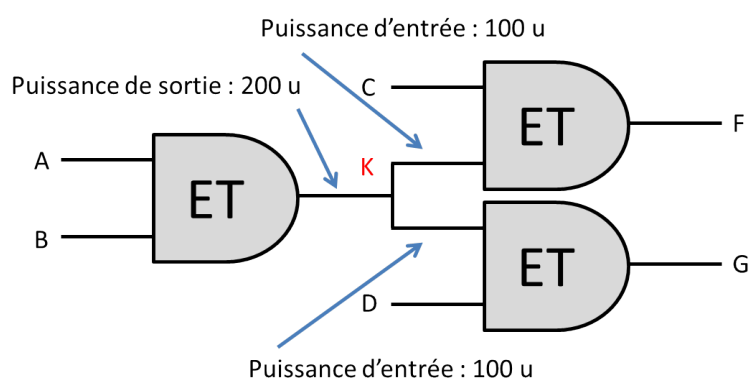 Puissance d’entrée : 100 u
Puissance de sortie : 200 u
C
ET
F
A
K
ET
B
ET
G
D
Puissance d’entrée : 100 u